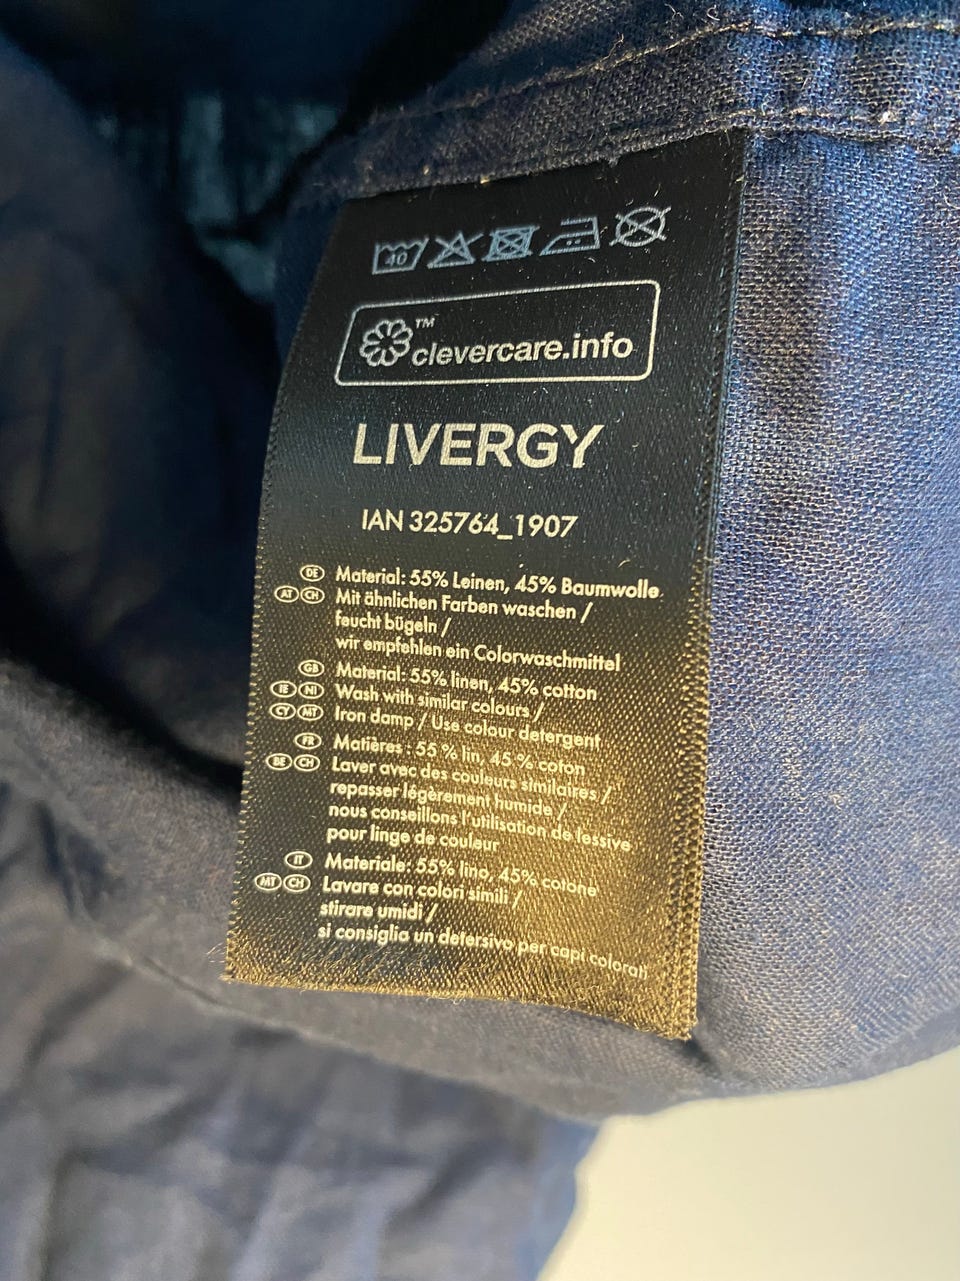 40
clevercare.info™
LIVERGY
IAN 325764_1907
DE Material: 55% Leinen, 45% Baumwolle
AT CH Mit ähnlichen Farben waschen /
feucht bügeln /
wir empfehlen ein Colorwaschmittel
GB Material: 55% linen, 45% cotton
IE NI Wash with similar colours /
CY MT Iron damp / Use colour detergent
FR Matières : 55 % lin, 45 % coton
BE CH Laver avec des couleurs similaires /
repasser légèrement humide /
nous conseillons l'utilisation de lessive
pour linge de couleur
IT Materiale: 55% lino, 45% cotone
MT CH Lavare con colori simili /
stirare umidi /
si consiglia un detersivo per capi colorati